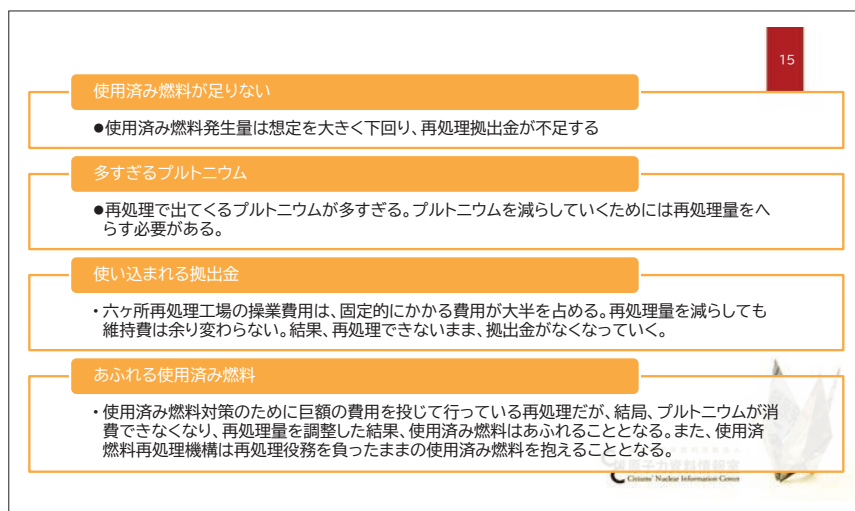 15
使用済み燃料が足りない
●使用済み燃料発生量は想定を大きく下回り、再処理拠出金が不足する
多すぎるプルトニウム
●再処理で出てくるプルトニウムが多すぎる。プルトニウムを減らしていくためには再処理量をへ
らす必要がある。
使い込まれる拠出金
・六ヶ所再処理工場の操業費用は、固定的にかかる費用が大半を占める。再処理量を減らしても
維持費は余り変わらない。結果、再処理できないまま、拠出金がなくなっていく。
あふれる使用済み燃料
・使用済み燃料対策のために巨額の費用を投じて行っている再処理だが、結局、プルトニウムが消
費できなくなり、再処理量を調整した結果、使用済み燃料はあふれることとなる。また、使用済
燃料再処理機構は再処理役務を負ったままの使用済み燃料を抱えることとなる。
原子力資料情報室
Citizens' Nuclear Information Center